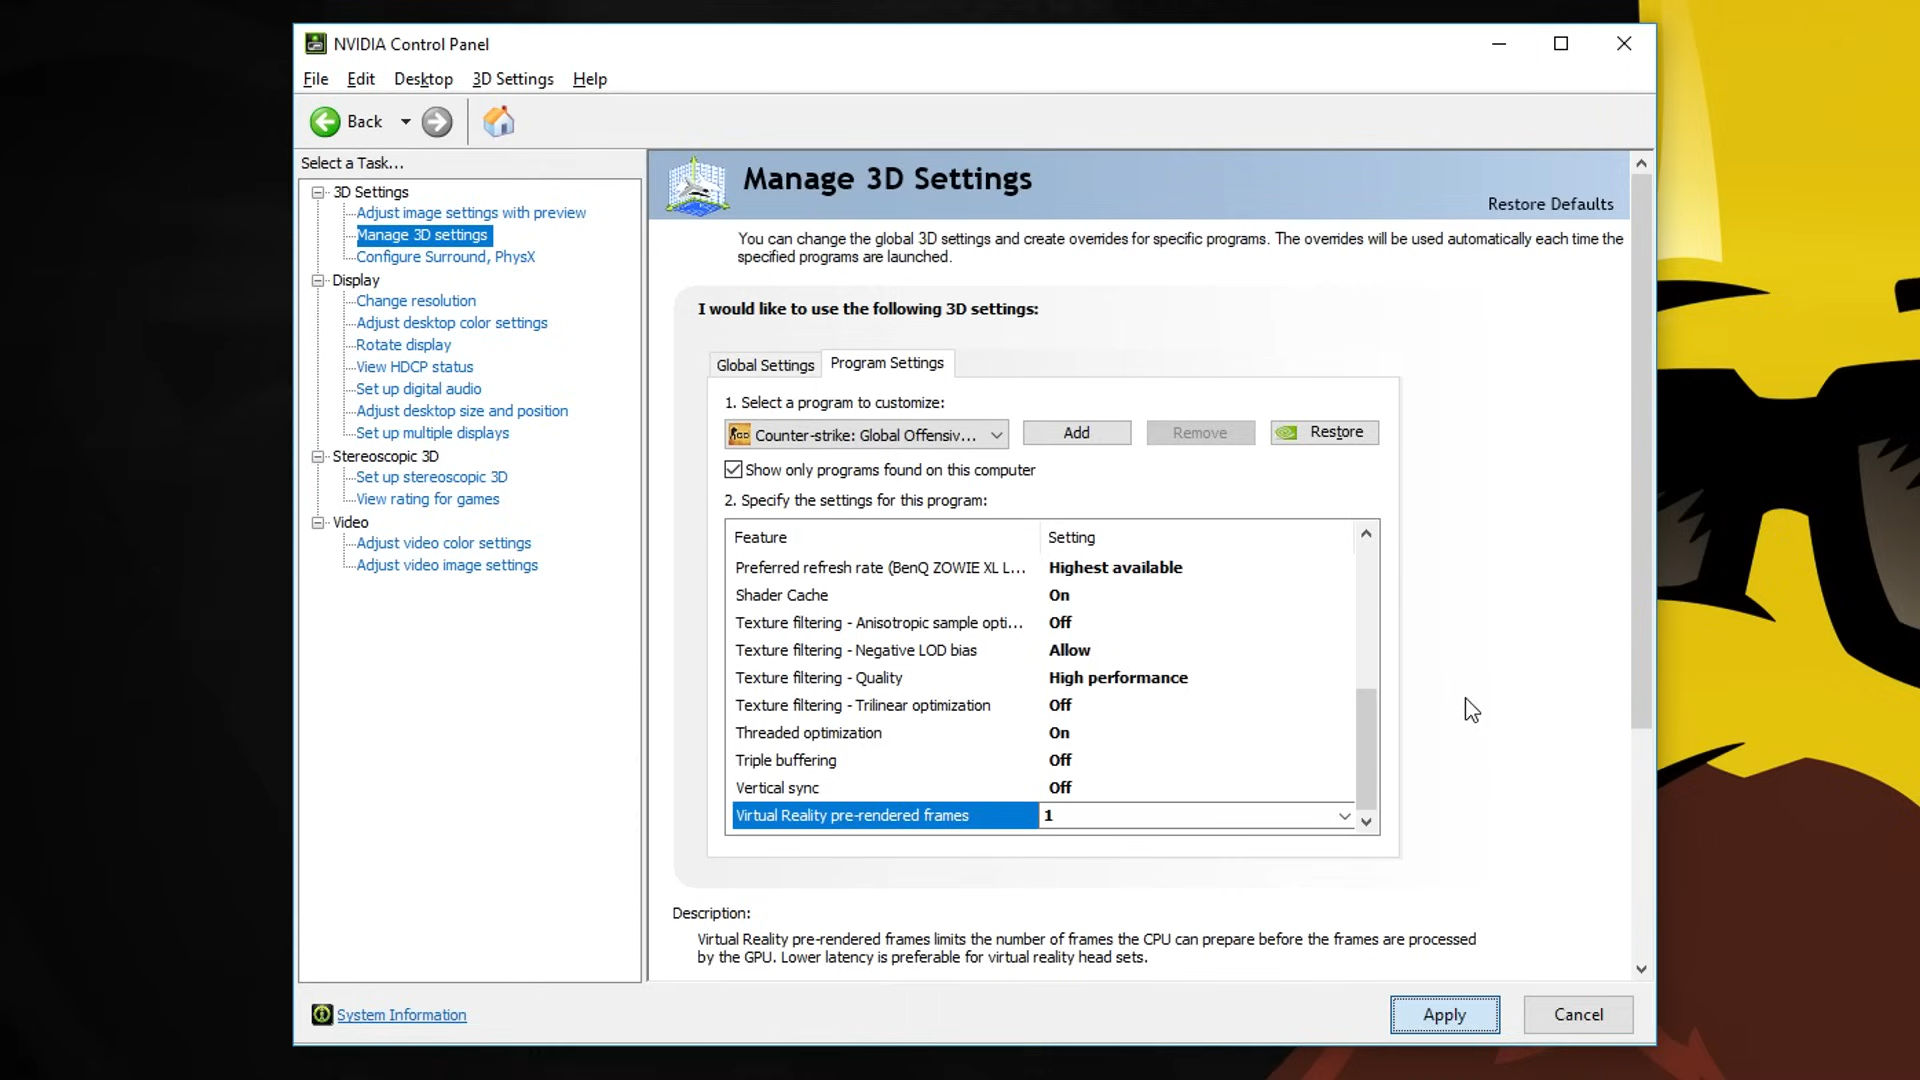 NVIDIA Control Panel
File Edit Desktop 3D Settings Help
Back
Select a Task...
3D Settings
Adjust image settings with preview
Manage 3D settings
Configure Surround, PhysX
Display
Change resolution
Adjust desktop color settings
Rotate display
View HDCP status
Set up digital audio
Adjust desktop size and position
Set up multiple displays
Stereoscopic 3D
Set up stereoscopic 3D
View rating for games
Video
Adjust video color settings
Adjust video image settings
System Information
Manage 3D Settings
Restore Defaults
You can change the global 3D settings and create overrides for specific programs. The overrides will be used automatically each time the
specified programs are launched.
I would like to use the following 3D settings:
Global Settings Program Settings
1. Select a program to customize:
Counter-strike: Global Offensiv... Add Remove Restore
Show only programs found on this computer
2. Specify the settings for this program:
Feature Setting
Preferred refresh rate (BenQ ZOWIE XL L... Highest available
Shader Cache On
Texture filtering - Anisotropic sample opti... Off
Texture filtering - Negative LOD bias Allow
Texture filtering - Quality High performance
Texture filtering - Trilinear optimization Off
Threaded optimization On
Triple buffering Off
Vertical sync Off
Virtual Reality pre-rendered frames 1
Description:
Virtual Reality pre-rendered frames limits the number of frames the CPU can prepare before the frames are processed
by the GPU. Lower latency is preferable for virtual reality head sets.
Apply Cancel